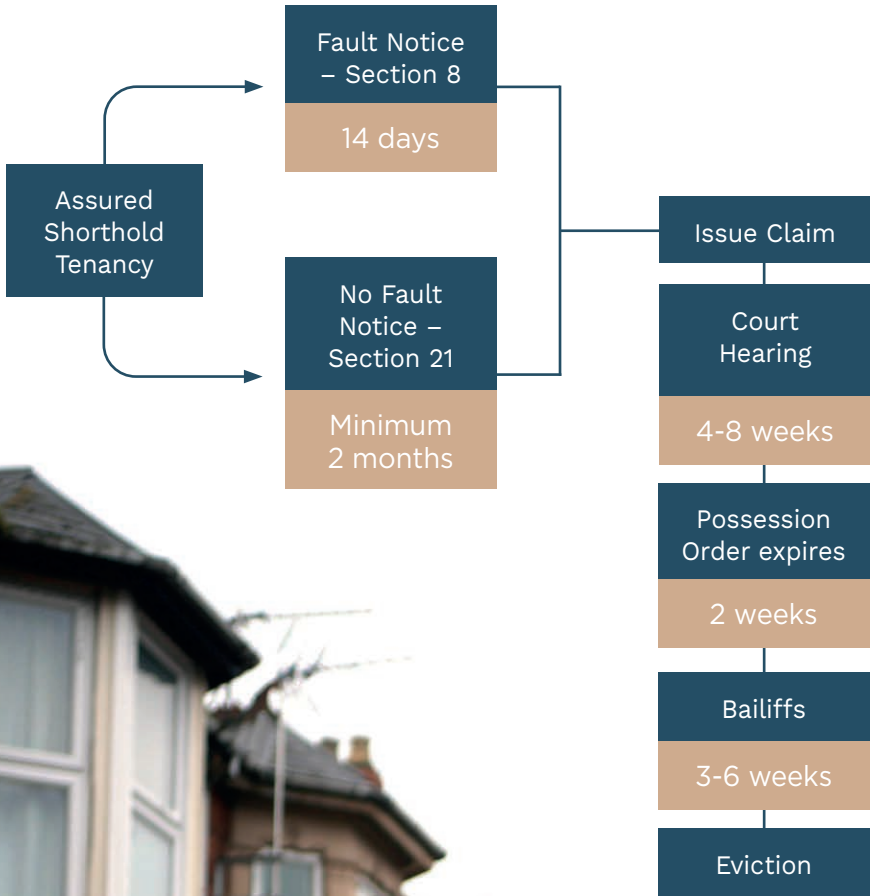 Fault Notice
– Section 8
14 days
Assured
Shorthold
Tenancy
No Fault
Notice –
Section 21
Minimum
2 months
Issue Claim
Court
Hearing
4-8 weeks
Possession
Order expires
2 weeks
Bailiffs
3-6 weeks
Eviction